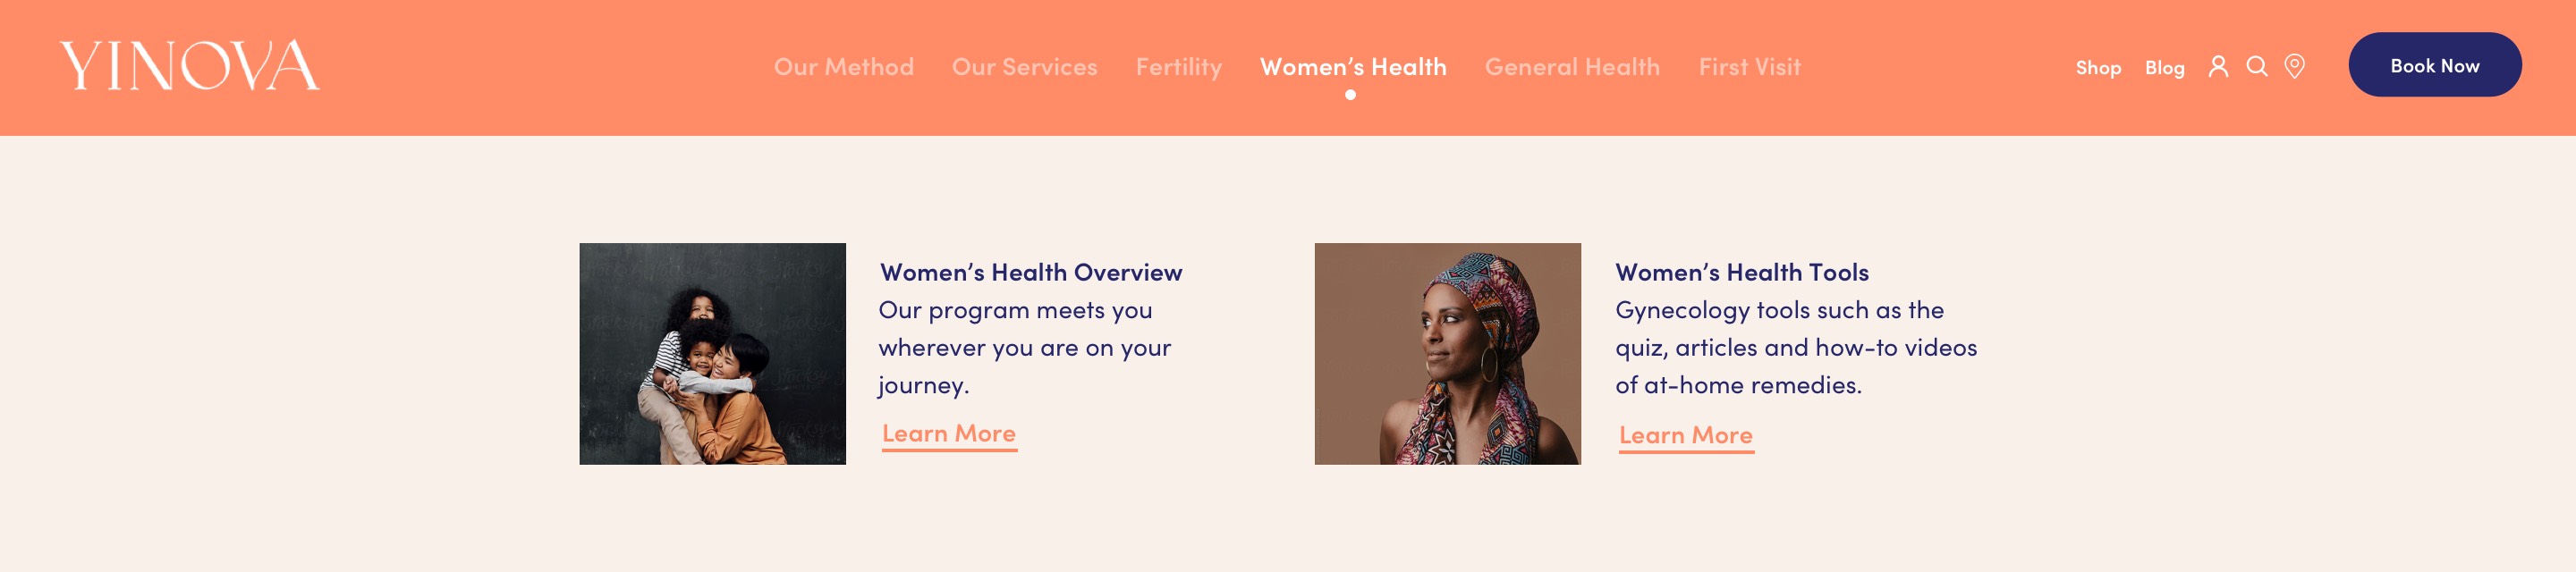 YINOVA
Our Method
Our Services
Fertility
Women’s Health
General Health
First Visit
Shop
Blog
Book Now
Women’s Health Overview
Our program meets you
wherever you are on your
journey.
Learn More
Women’s Health Tools
Gynecology tools such as the
quiz, articles and how-to videos
of at-home remedies.
Learn More